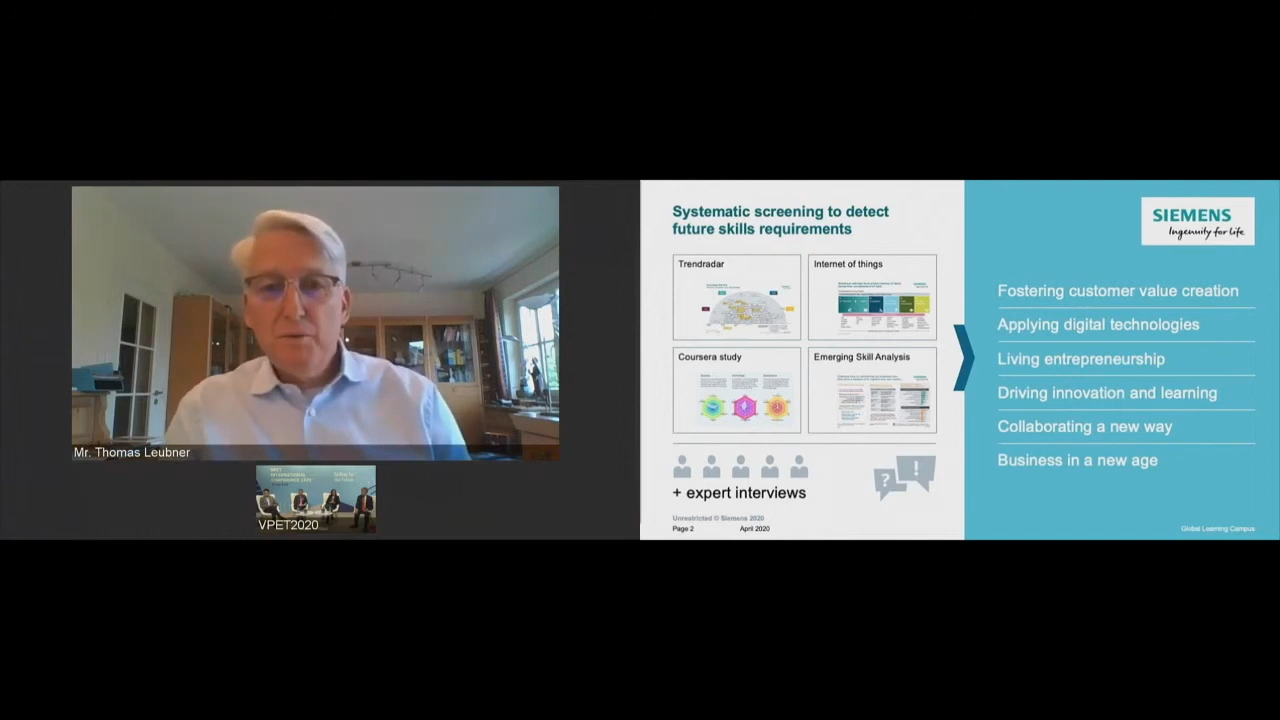 Mr. Thomas Leubner
VPET2020
Systematic screening to detect
future skills requirements
Trendradar
Internet of things
Coursera study
Emerging Skill Analysis
+ expert interviews
Unrestricted © Siemens 2020
Page 2
April 2020
SIEMENS
Ingenuity for life
Fostering customer value creation
Applying digital technologies
Living entrepreneurship
Driving innovation and learning
Collaborating a new way
Business in a new age
Global Learning Campus